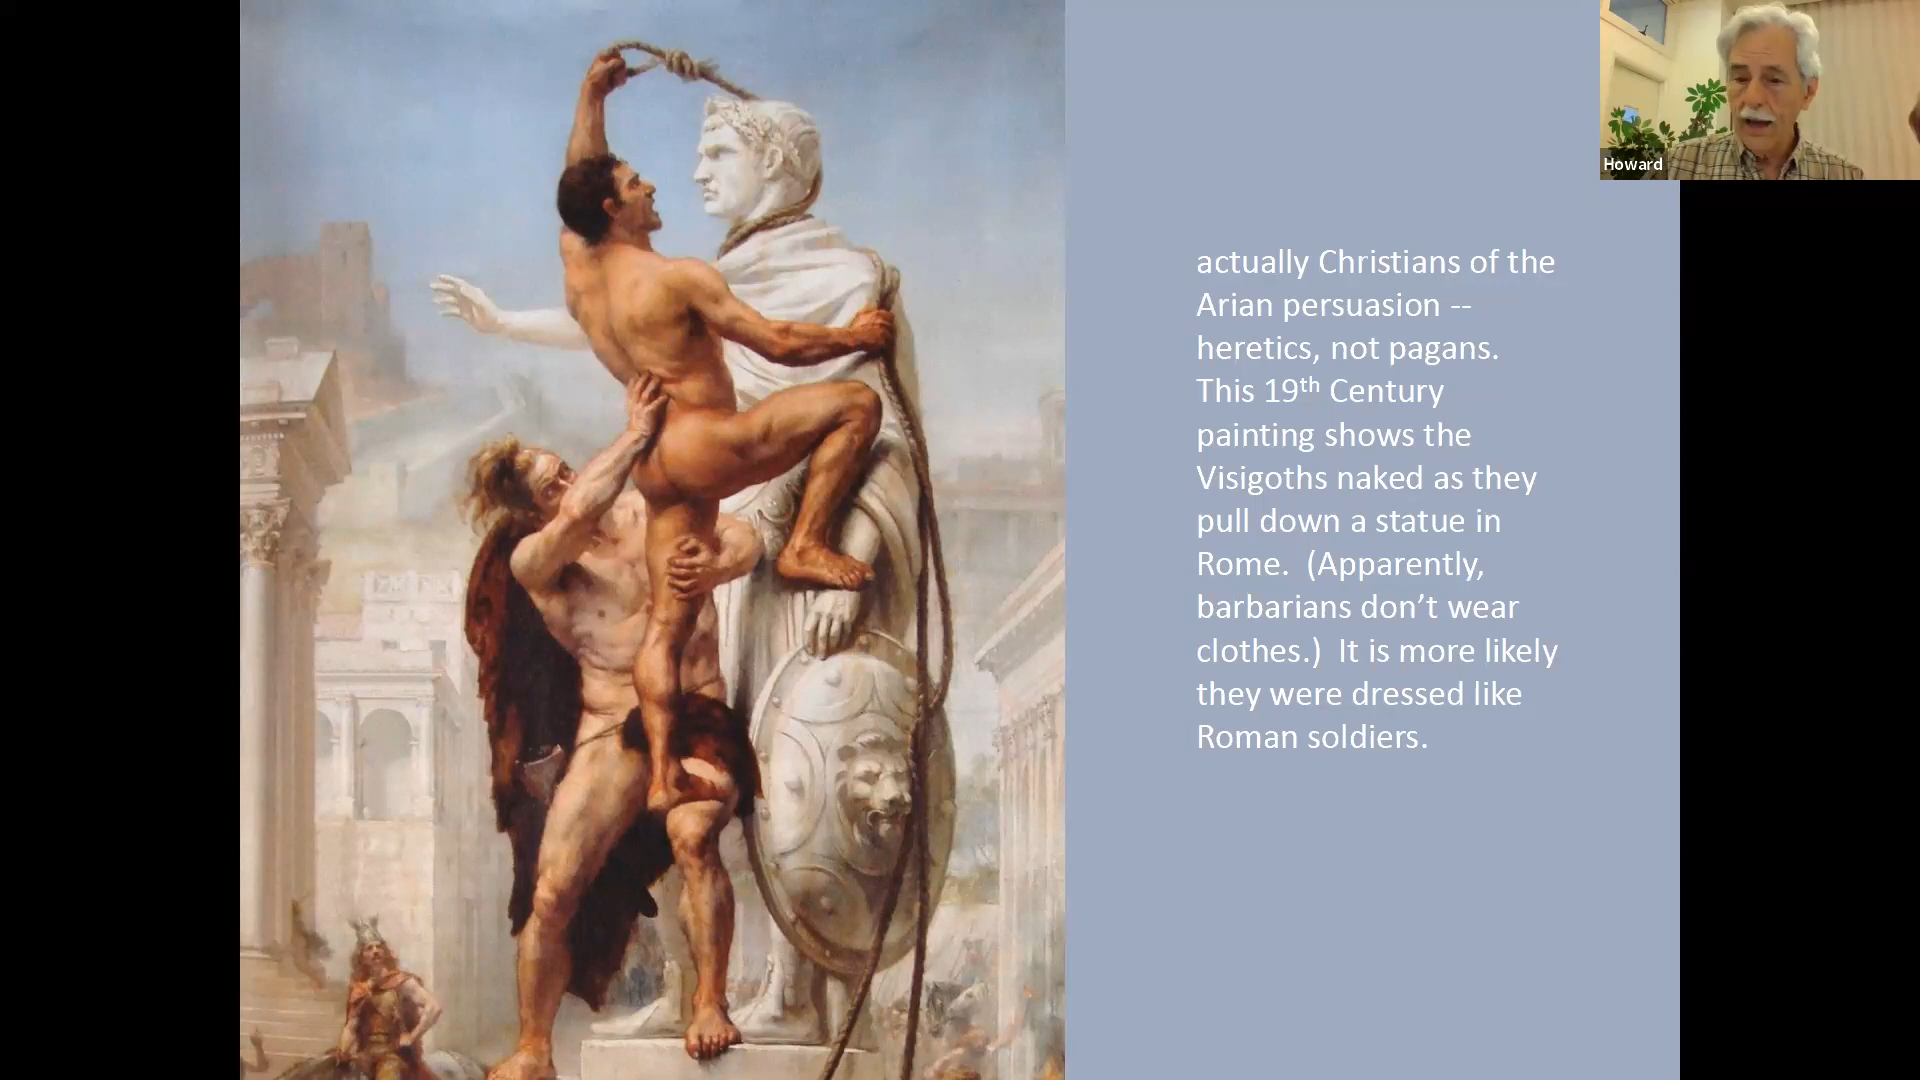 actually Christians of the
Arian persuasion --
heretics, not pagans.
This 19th Century
painting shows the
Visigoths naked as they
pull down a statue in
Rome.  (Apparently,
barbarians don’t wear
clothes.)  It is more likely
they were dressed like
Roman soldiers.
Howard